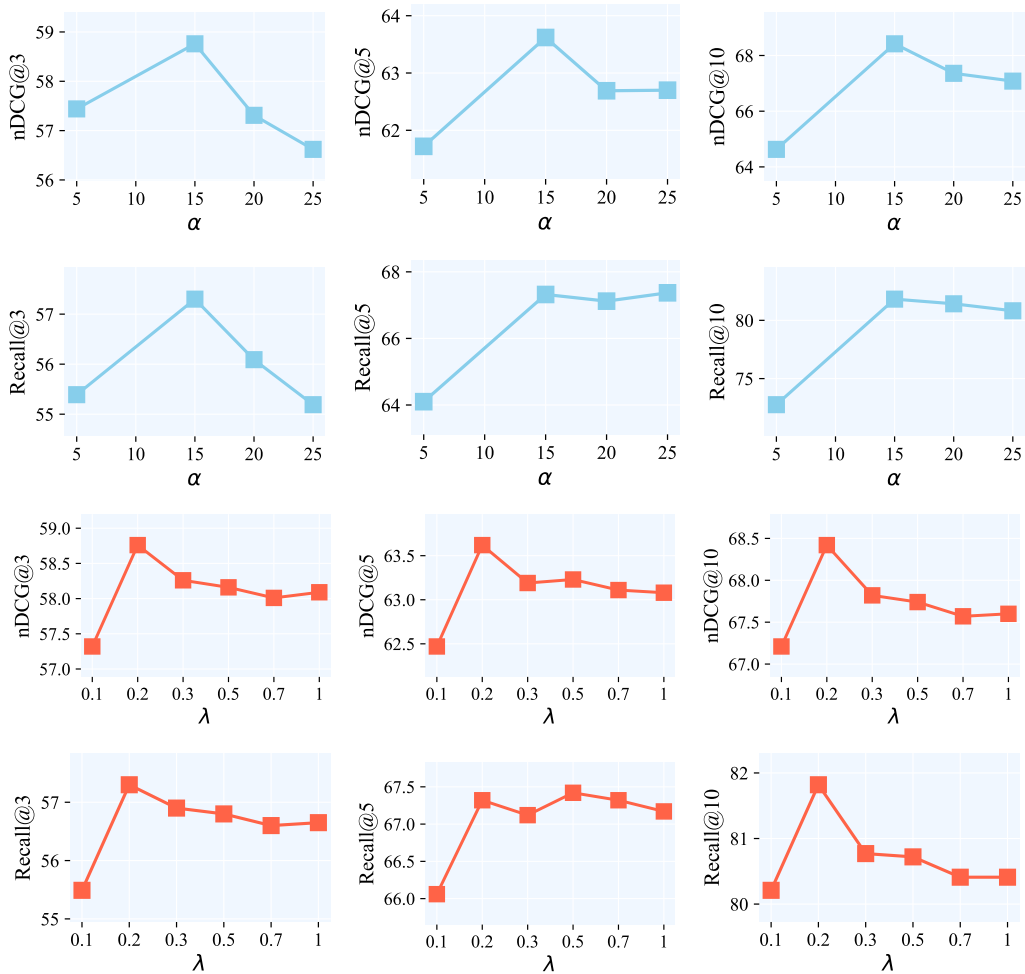 nDCG@3
59
58
57
56
5 10 15 20 25
α
nDCG@5
64
63
62
5 10 15 20 25
α
nDCG@10
68
66
64
5 10 15 20 25
α
Recall@3
57
56
55
5 10 15 20 25
α
Recall@5
68
66
64
5 10 15 20 25
α
Recall@10
80
75
5 10 15 20 25
α
nDCG@3
59.0
58.5
58.0
57.5
57.0
0.1 0.2 0.3 0.5 0.7 1
λ
nDCG@5
63.5
63.0
62.5
0.1 0.2 0.3 0.5 0.7 1
λ
nDCG@10
68.5
68.0
67.5
67.0
0.1 0.2 0.3 0.5 0.7 1
λ
Recall@3
57
56
55
0.1 0.2 0.3 0.5 0.7 1
λ
Recall@5
67.5
67.0
66.5
66.0
0.1 0.2 0.3 0.5 0.7 1
λ
Recall@10
82
81
80
0.1 0.2 0.3 0.5 0.7 1
λ